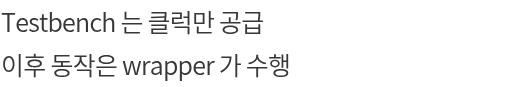 Testbench 는 클럭만 공급
이후 동작은 wrapper 가 수행